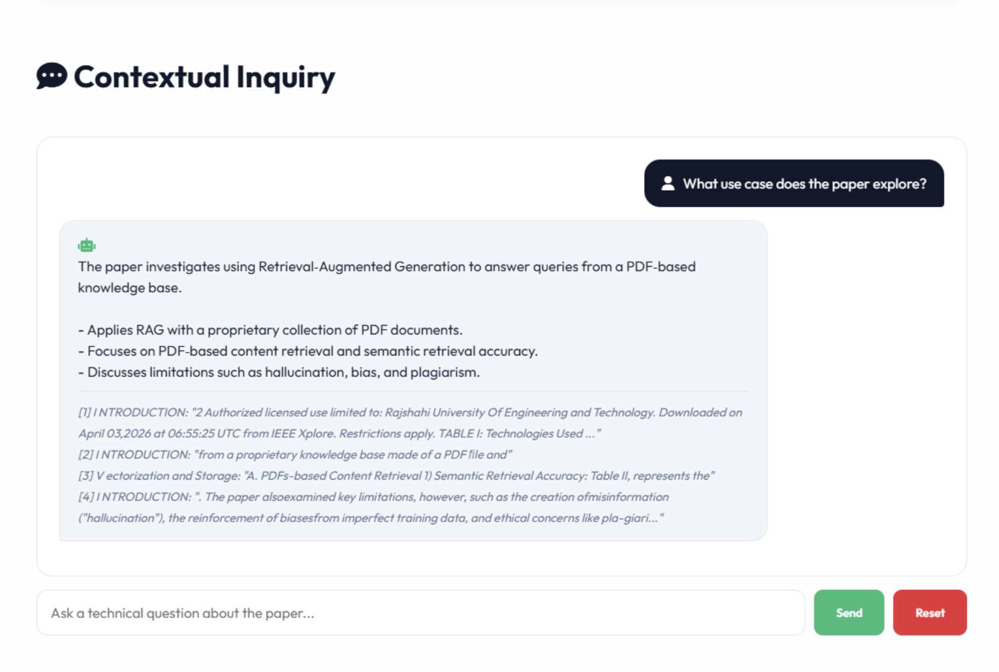 Contextual Inquiry
What use case does the paper explore?
The paper investigates using Retrieval-Augmented Generation to answer queries from a PDF-based
knowledge base.
- Applies RAG with a proprietary collection of PDF documents.
- Focuses on PDF-based content retrieval and semantic retrieval accuracy.
- Discusses limitations such as hallucination, bias, and plagiarism.
[1] I NTRODUCTION: "2 Authorized licensed use limited to: Rajshahi University Of Engineering and Technology. Downloaded on
April 03,2026 at 06:55:25 UTC from IEEE Xplore. Restrictions apply. TABLE I: Technologies Used ..."
[2] I NTRODUCTION: "from a proprietary knowledge base made of a PDF file and"
[3] V ectorization and Storage: "A. PDFs-based Content Retrieval 1) Semantic Retrieval Accuracy: Table II, represents the"
[4] I NTRODUCTION: ". The paper alsoexamined key limitations, however, such as the creation ofmisinformation
("hallucination"), the reinforcement of biasesfrom imperfect training data, and ethical concerns like pla-giari..."
Ask a technical question about the paper...
Send
Reset